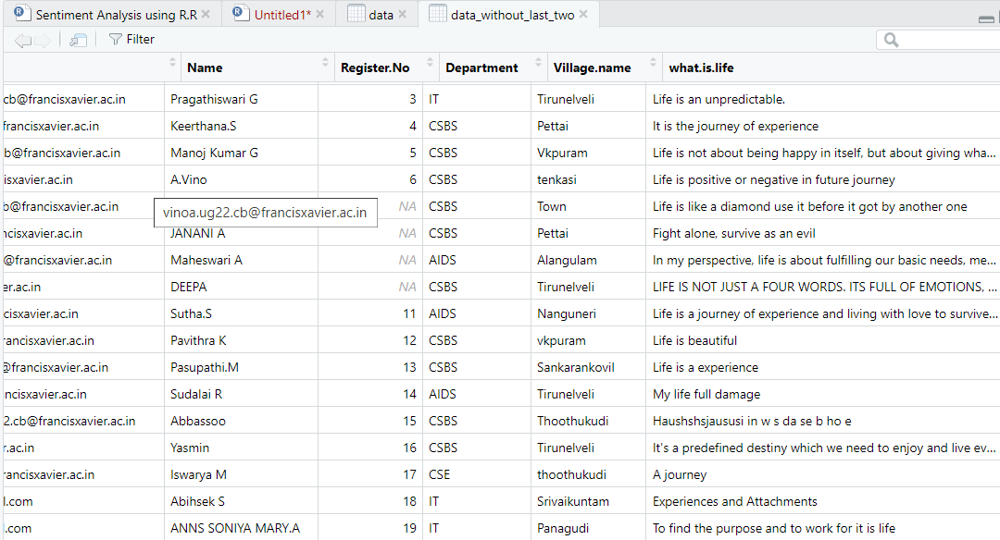 Sentiment Analysis using R.R Untitled1* data data_without_last_two
Filter
Name Register.No Department Village.name what.is.life
cb@francisxavier.ac.in Pragathiswari G 3 IT Tirunelveli Life is an unpredictable.
francisxavier.ac.in Keerthana.S 4 CSBS Pettai It is the journey of experience
b@francisxavier.ac.in Manoj Kumar G 5 CSBS Vkpuram Life is not about being happy in itself, but about giving wha...
isxavier.ac.in A.Vino 6 CSBS tenkasi Life is positive or negative in future journey
b@francisxavier.ac.in NA CSBS Town Life is like a diamond use it before it got by another one
vinoa.ug22.cb@francisxavier.ac.in
ncisxavier.ac.in JANANI A NA CSBS Pettai Fight alone, survive as an evil
@francisxavier.ac.in Maheswari A NA AIDS Alangulam In my perspective, life is about fulfilling our basic needs, me...
er.ac.in DEEPA NA CSBS Tirunelveli LIFE IS NOT JUST A FOUR WORDS. ITS FULL OF EMOTIONS, ...
cisxavier.ac.in Sutha.S 11 AIDS Nanguneri Life is a journey of experience and living with love to survive...
rancisxavier.ac.in Pavithra K 12 CSBS vkpuram Life is beautiful
@francisxavier.ac.in Pasupathi.M 13 CSBS Sankarankovil Life is a experience
ncisxavier.ac.in Sudalai R 14 AIDS Tirunelveli My life full damage
2.cb@francisxavier.ac.in Abbassoo 15 CSBS Thoothukudi Haushshsjaususi in w s da se b ho e
r.ac.in Yasmin 16 CSBS Tirunelveli It's a predefined destiny which we need to enjoy and live ev...
rancisxavier.ac.in Iswarya M 17 CSE thoothukudi A journey
l.com Abihsek S 18 IT Srivaikuntam Experiences and Attachments
.com ANNS SONIYA MARY.A 19 IT Panagudi To find the purpose and to work for it is life